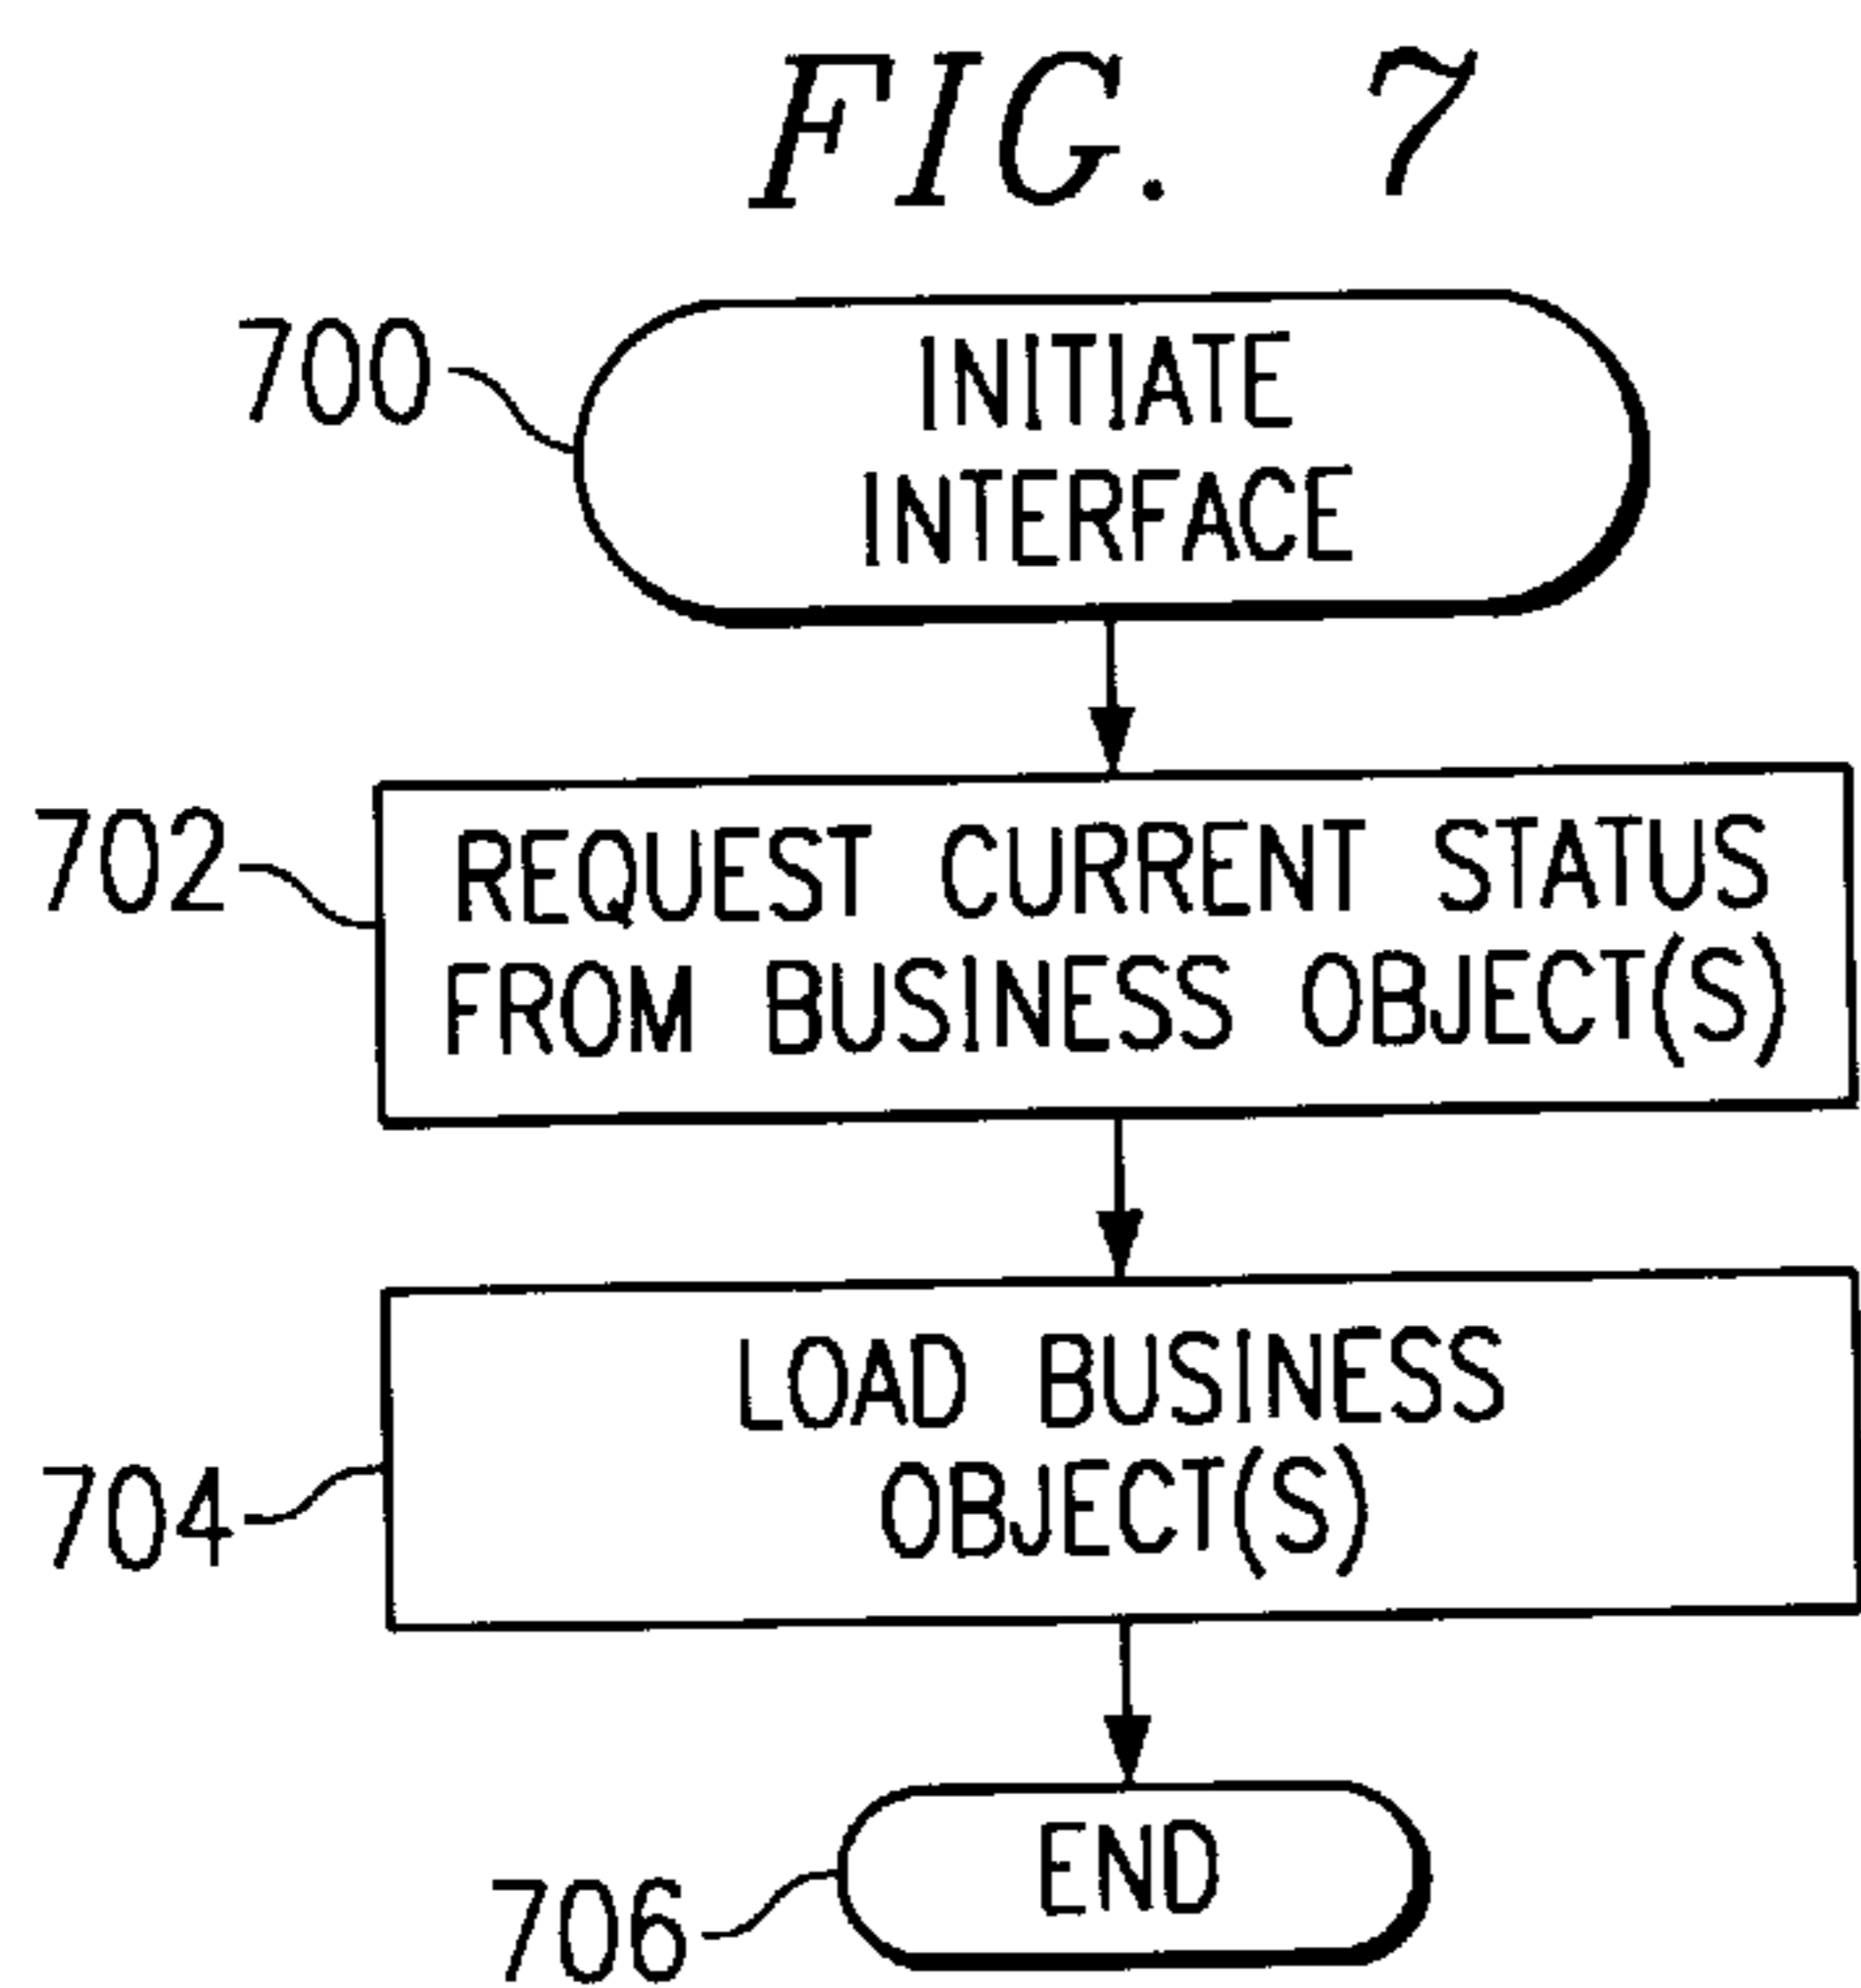 FIG. 7
700
INITIATE
INTERFACE
702
REQUEST CURRENT STATUS
FROM BUSINESS OBJECT(S)
704
LOAD BUSINESS
OBJECT(S)
706
END